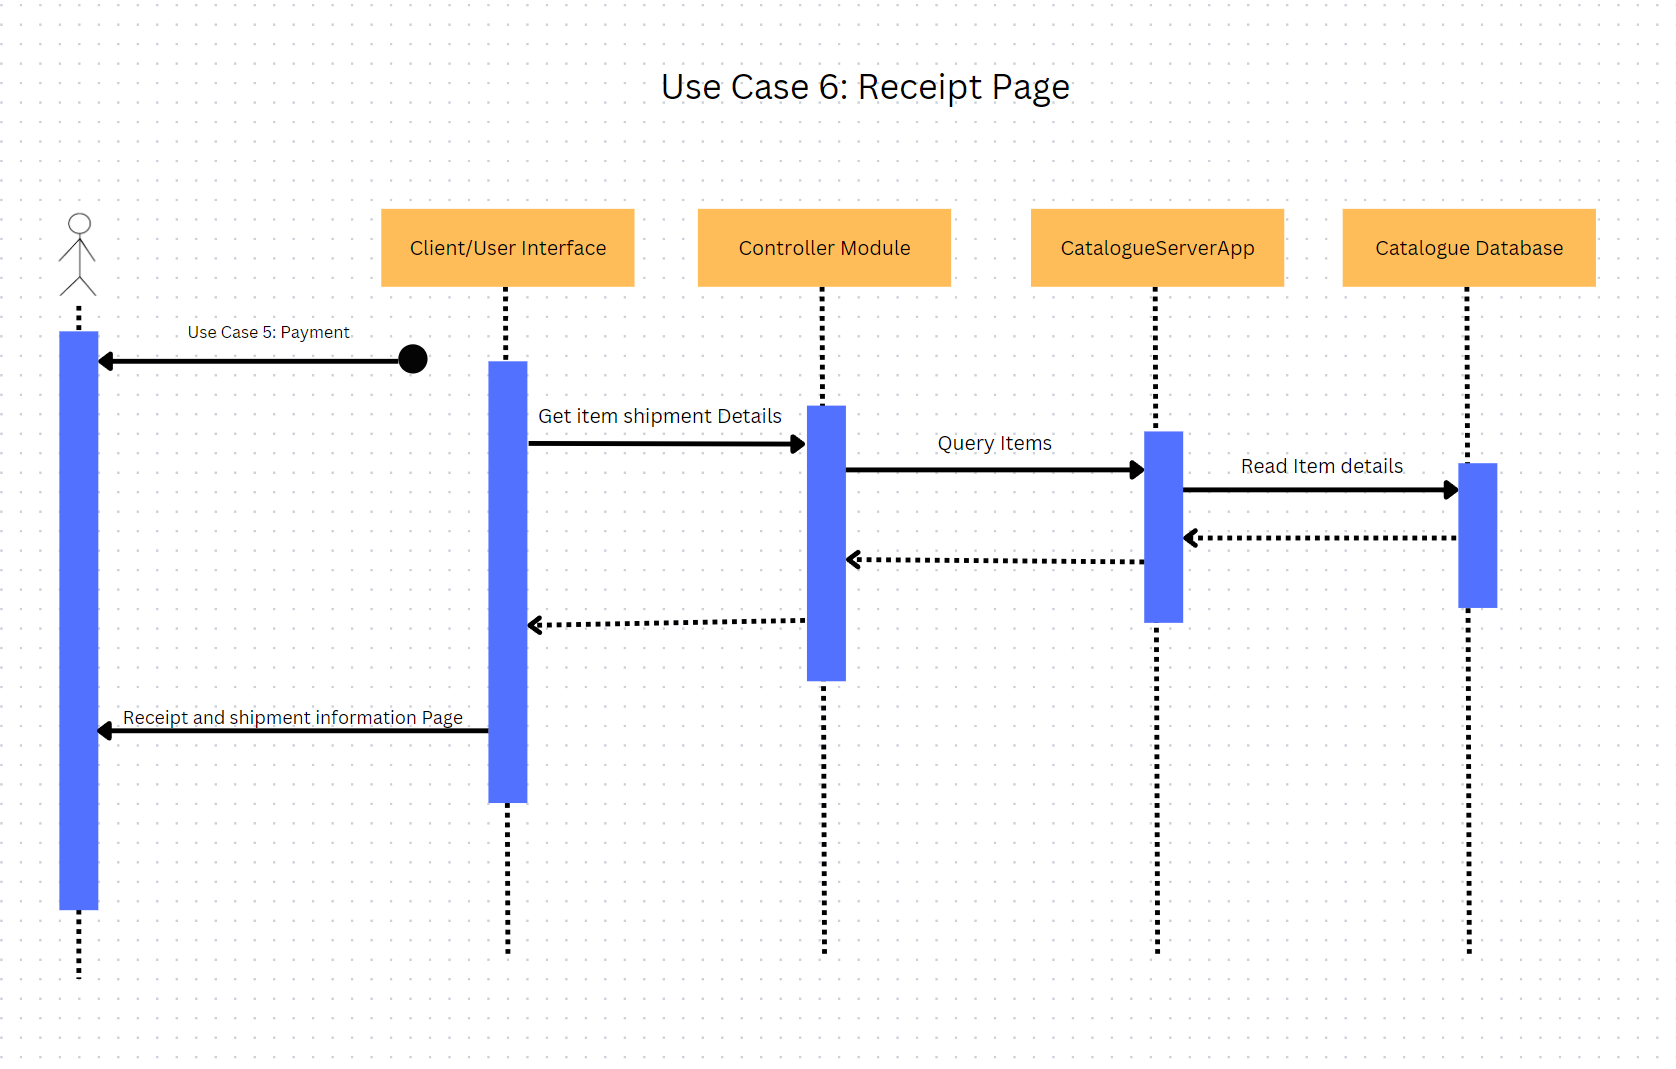 Use Case 6: Receipt Page
Client/User Interface
Controller Module
CatalogueServerApp
Catalogue Database
Use Case 5: Payment
Get item shipment Details
Query Items
Read Item details
Receipt and shipment information Page